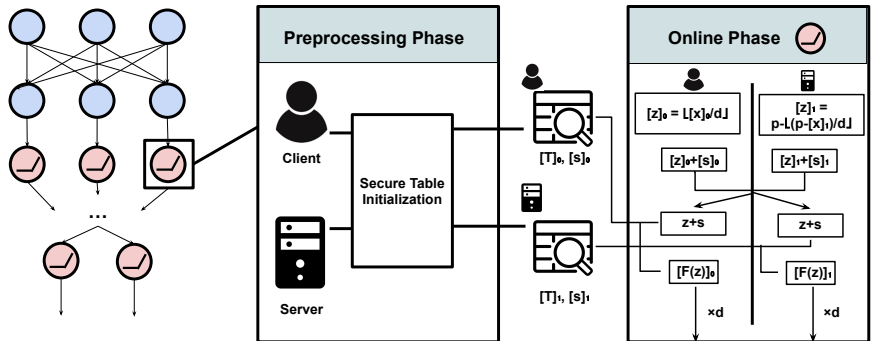 Preprocessing Phase
Client
Server
Secure Table
Initialization
[T]₀, [s]₀
[T]₁, [s]₁
Online Phase
[z]₀ = ⌊[x]₀/d⌋
[z]₁ =
p-⌊(p-[x]₁)/d⌋
[z]₀+[s]₀
[z]₁+[s]₁
z+s
z+s
[F(z)]₀
[F(z)]₁
×d
×d
...